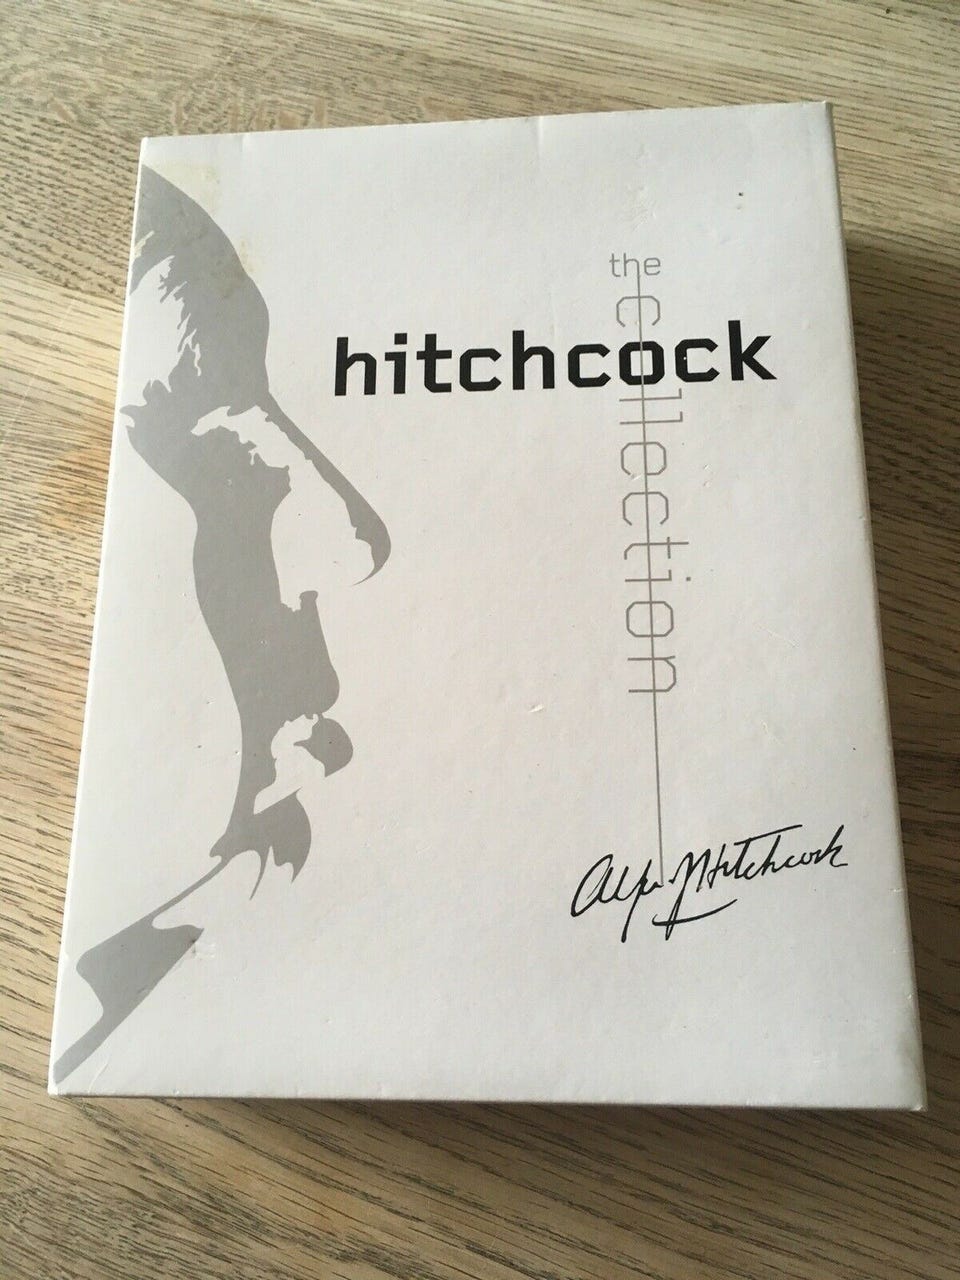 the
hitchcock
collection
Alfred Hitchcock